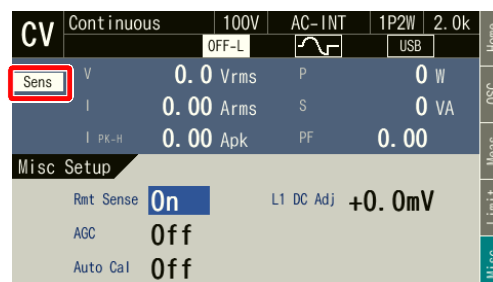 CV Continuous 100V AC-INT 1P2W 2.0k
OFF-L USB
Home
Sens V 0.0 Vrms P 0 W
OSC
I 0.00 Arms S 0 VA
I PK-H 0.00 Apk PF 0.00
Meas
Misc Setup
Rmt Sense On L1 DC Adj +0.0mV
Limit
AGC Off
Auto Cal Off
Misc